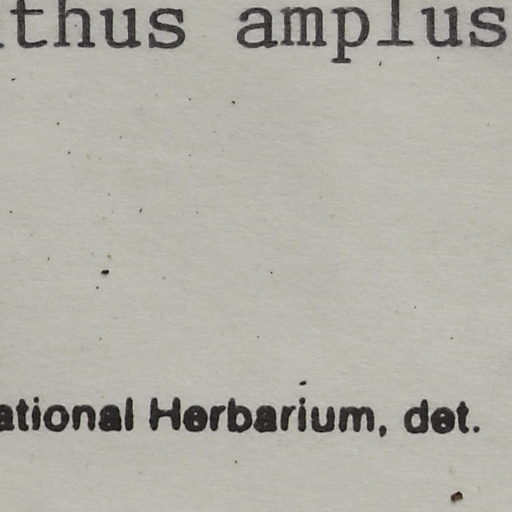 thus amplus
ational Herbarium, det.